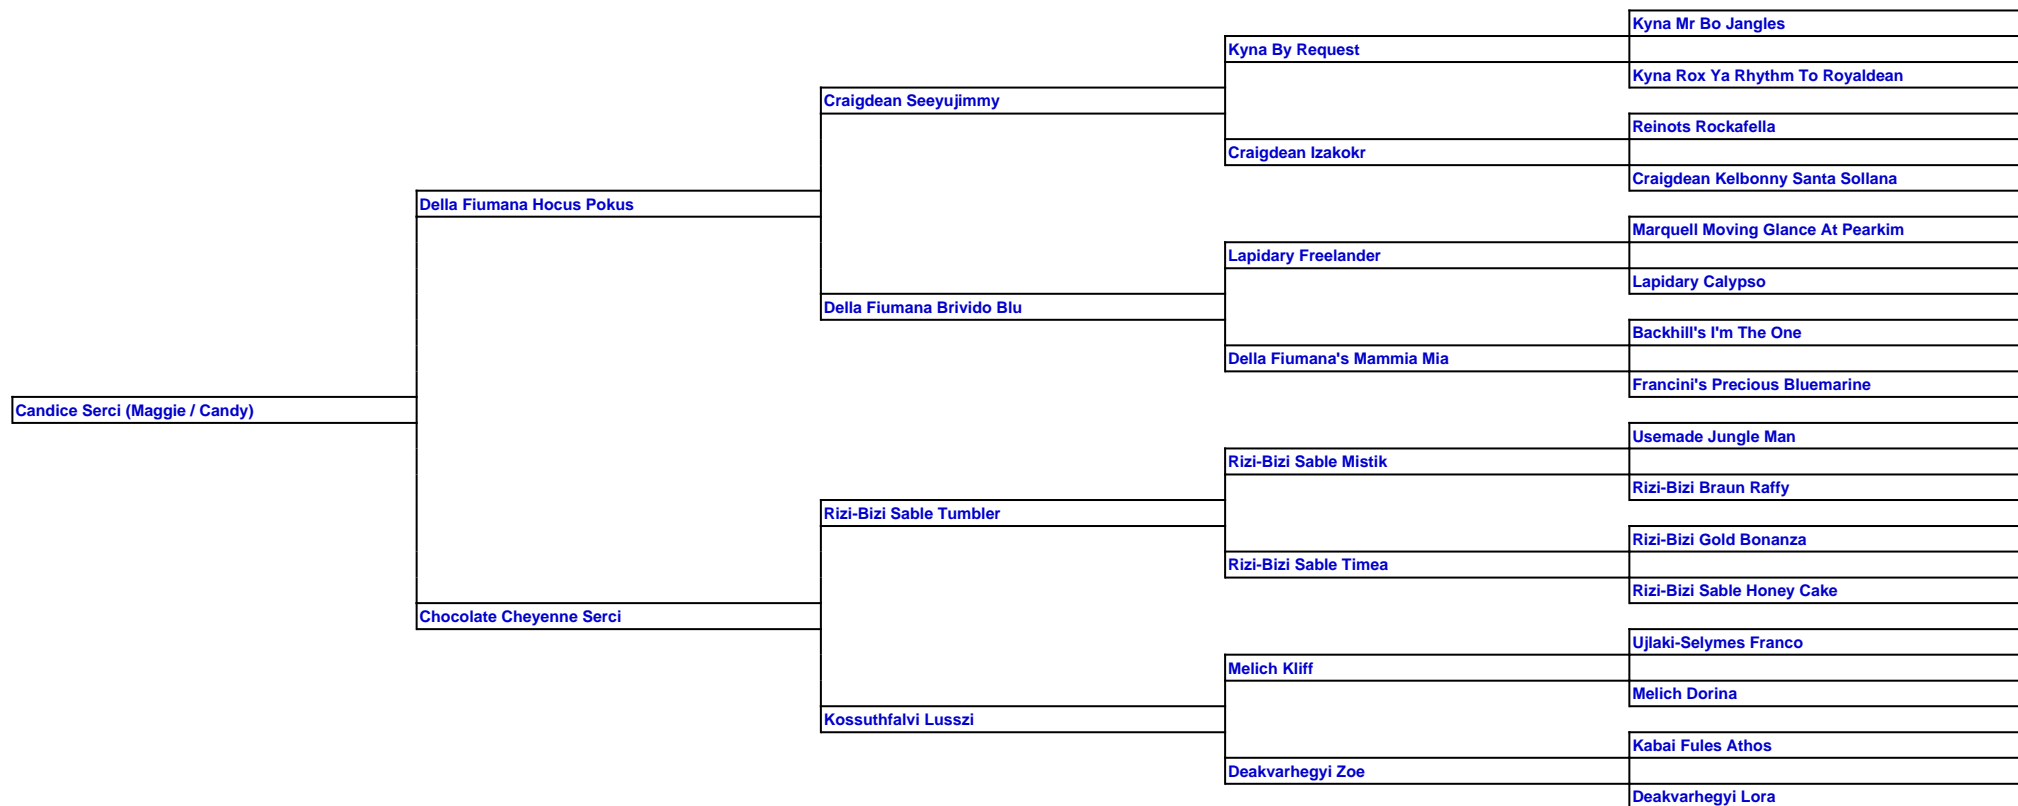 Kyna Mr Bo Jangles
Kyna By Request
Kyna Rox Ya Rhythm To Royaldean
Craigdean Seeyujimmy
Reinots Rockafella
Craigdean Izakokr
Craigdean Kelbonny Santa Sollana
Della Fiumana Hocus Pokus
Marquell Moving Glance At Pearkim
Lapidary Freelander
Lapidary Calypso
Della Fiumana Brivido Blu
Backhill's I'm The One
Della Fiumana's Mammia Mia
Francini's Precious Bluemarine
Candice Serci (Maggie / Candy)
Usemade Jungle Man
Rizi-Bizi Sable Mistik
Rizi-Bizi Braun Raffy
Rizi-Bizi Sable Tumbler
Rizi-Bizi Gold Bonanza
Rizi-Bizi Sable Timea
Rizi-Bizi Sable Honey Cake
Chocolate Cheyenne Serci
Ujlaki-Selymes Franco
Melich Kliff
Melich Dorina
Kossuthfalvi Lusszi
Kabai Fules Athos
Deakvarhegyi Zoe
Deakvarhegyi Lora